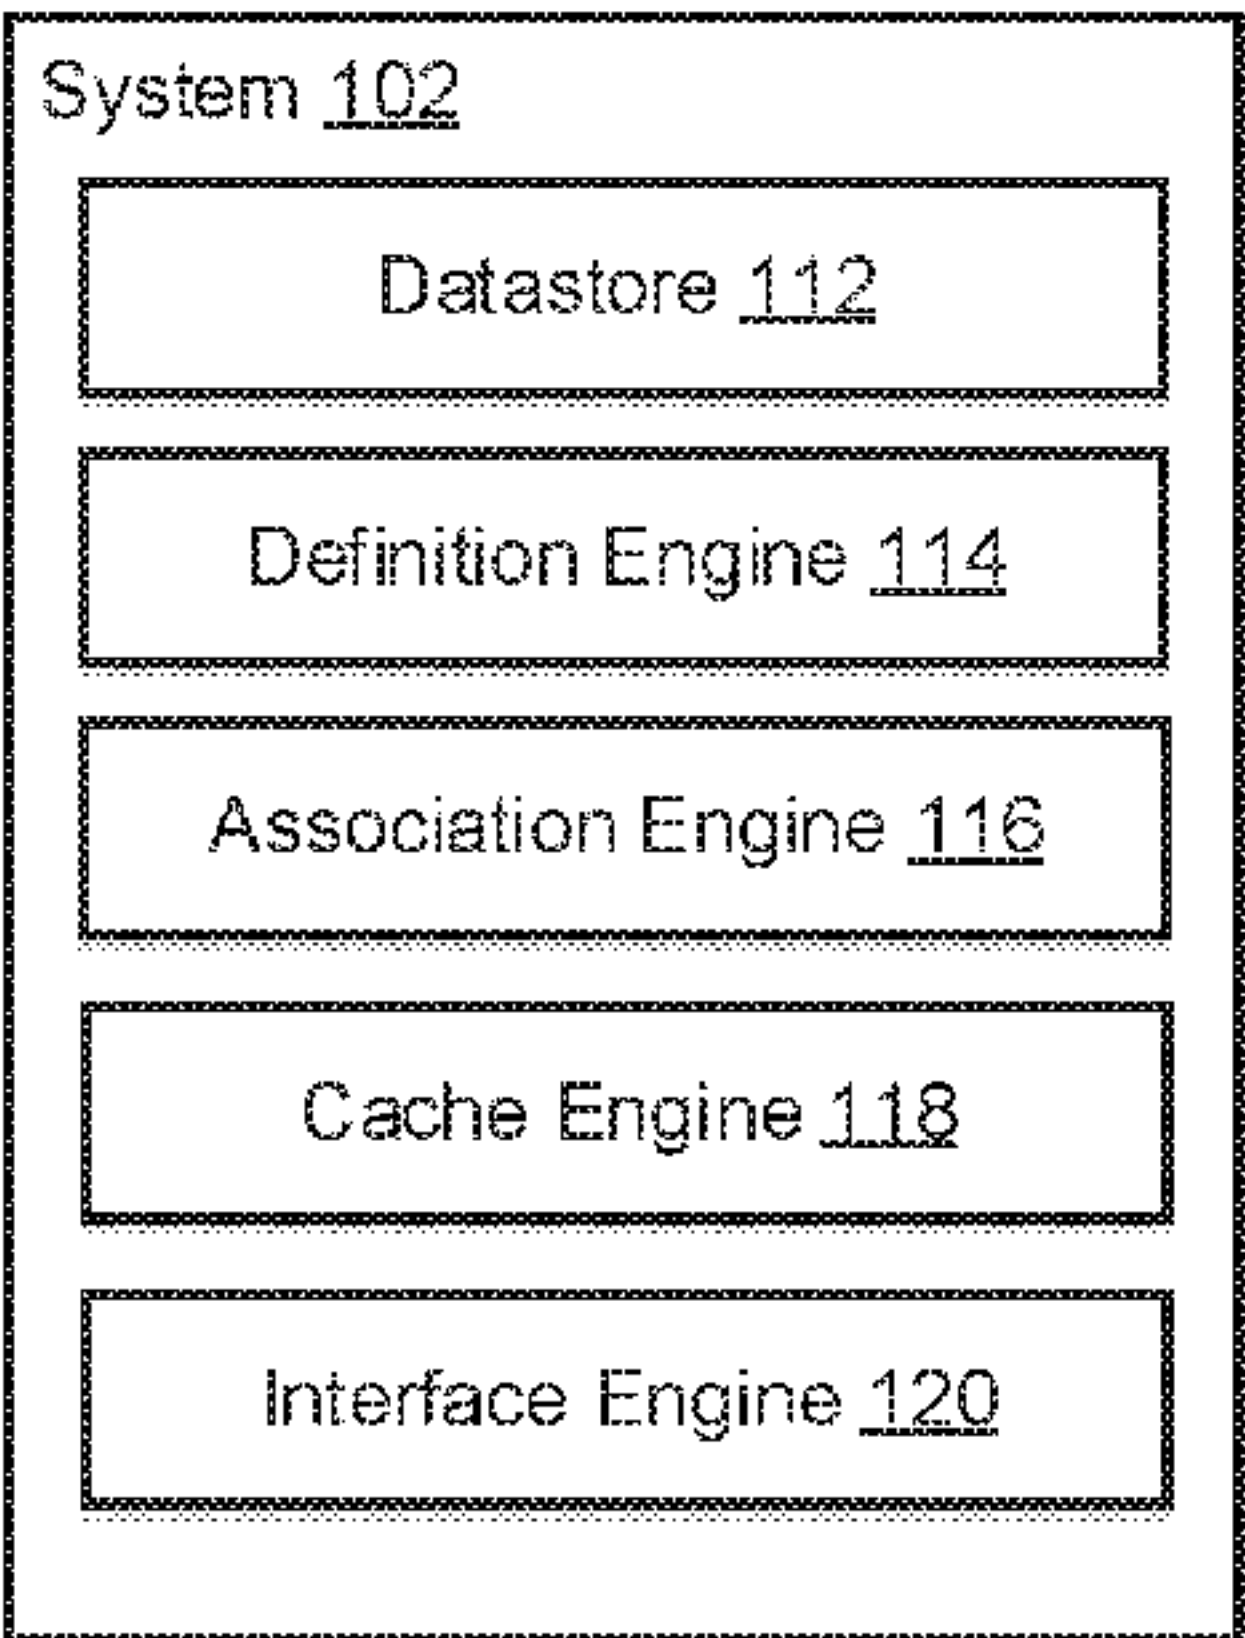 System 102
Datastore 112
Definition Engine 114
Association Engine 116
Cache Engine 118
Interface Engine 120